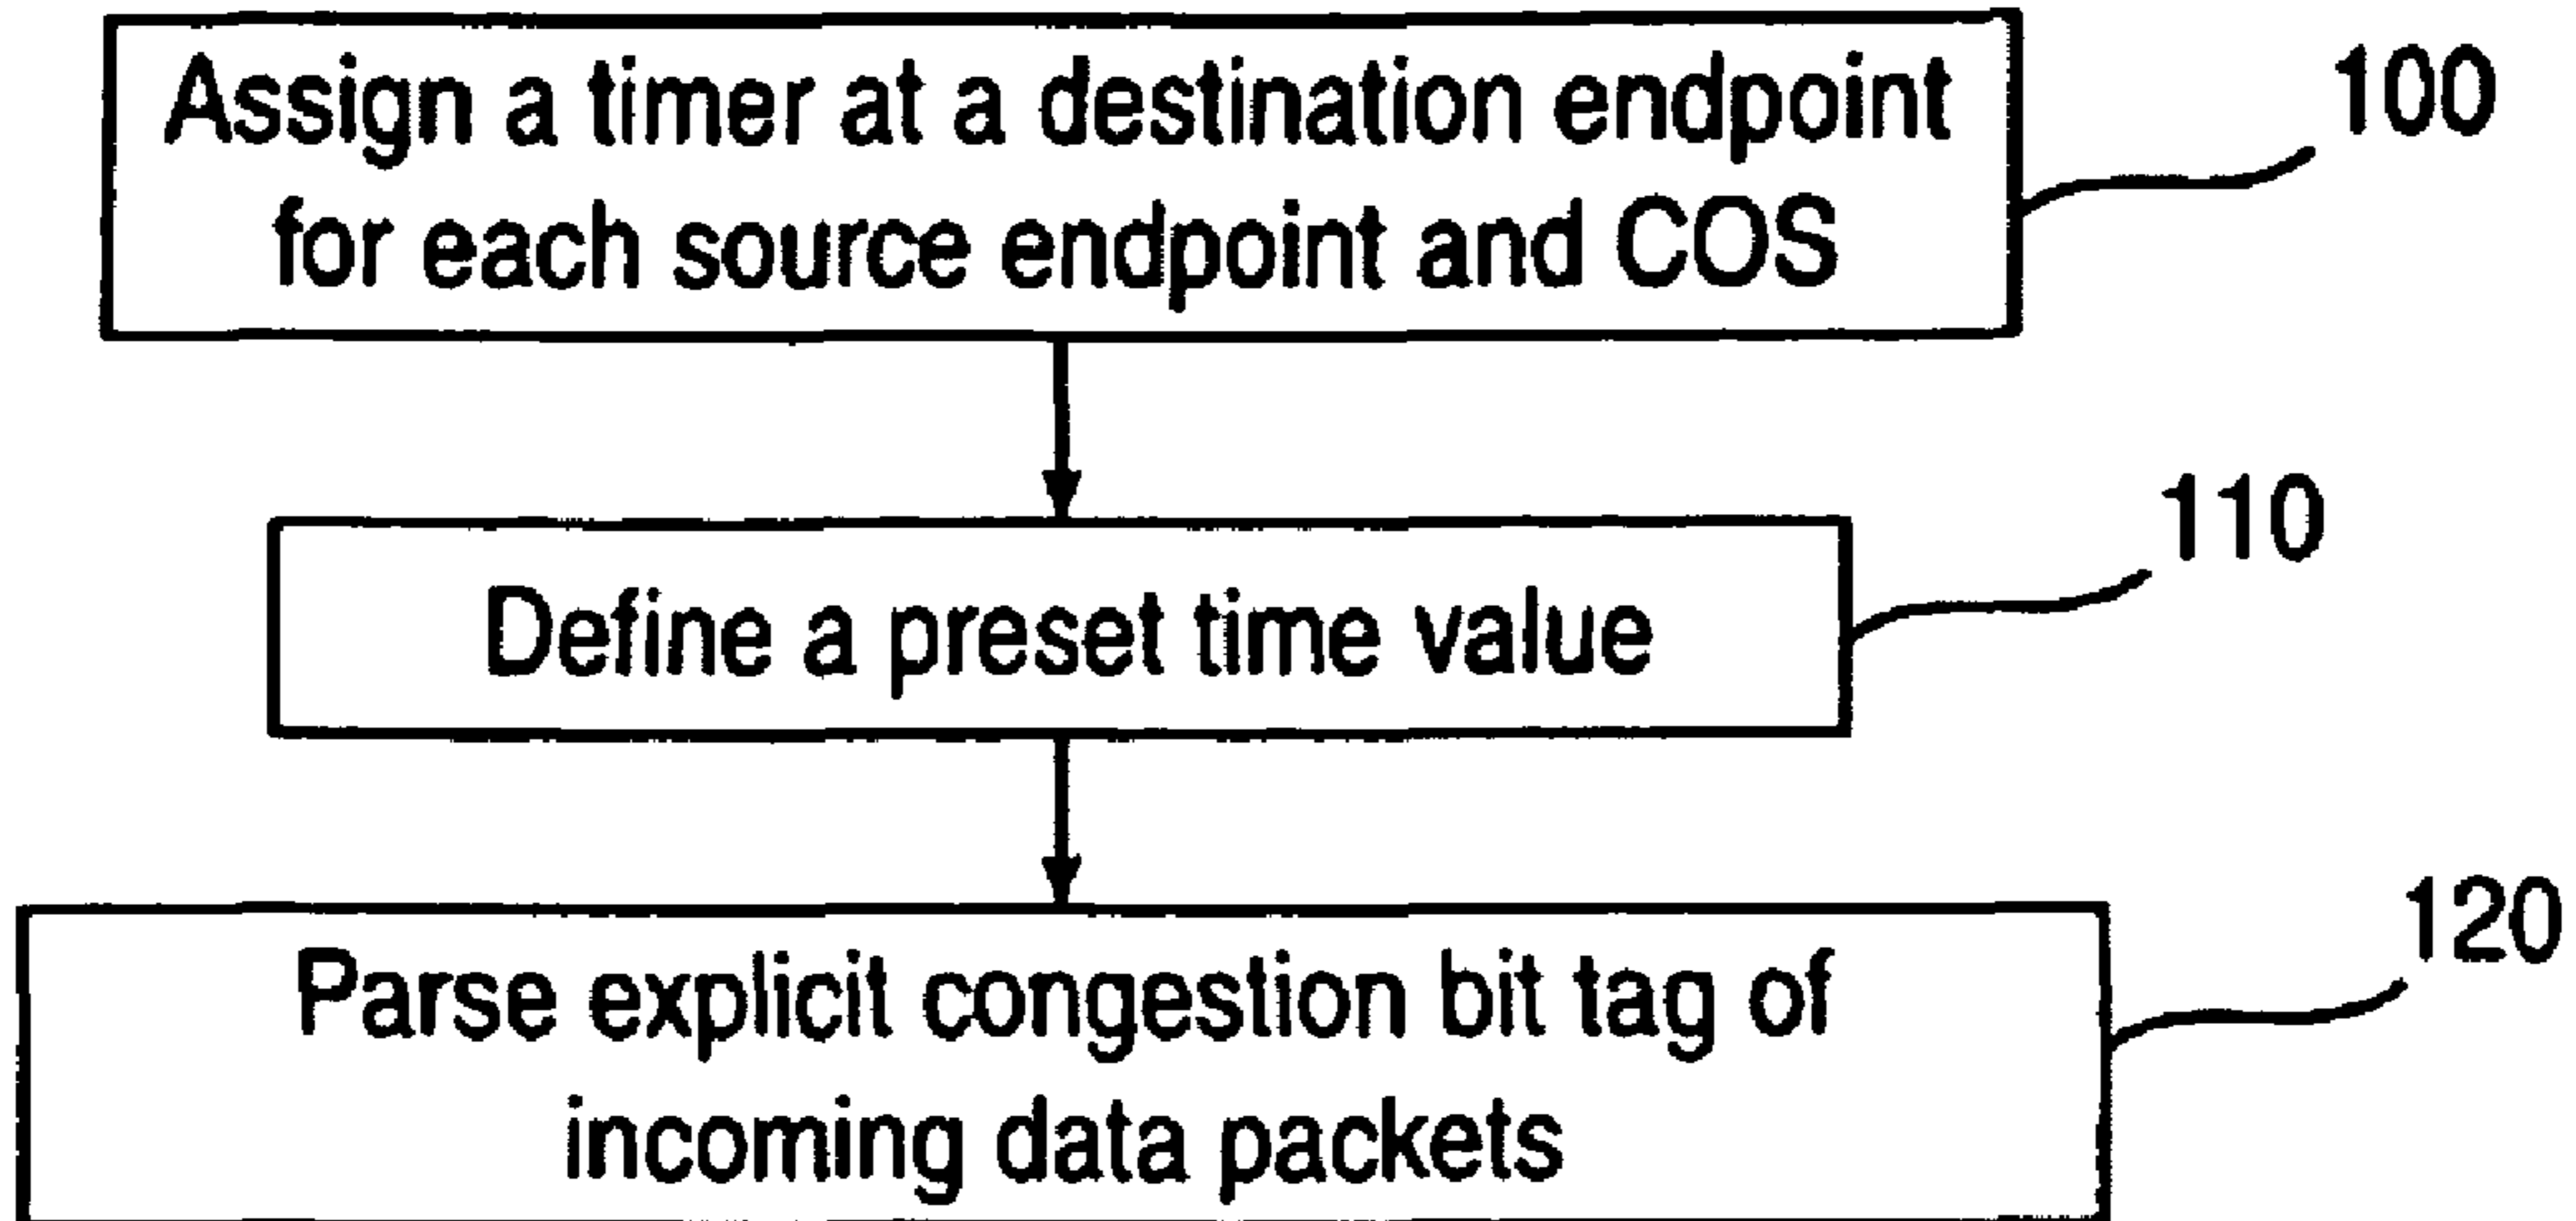 Assign a timer at a destination endpoint
for each source endpoint and COS
100
Define a preset time value
110
Parse explicit congestion bit tag of
incoming data packets
120